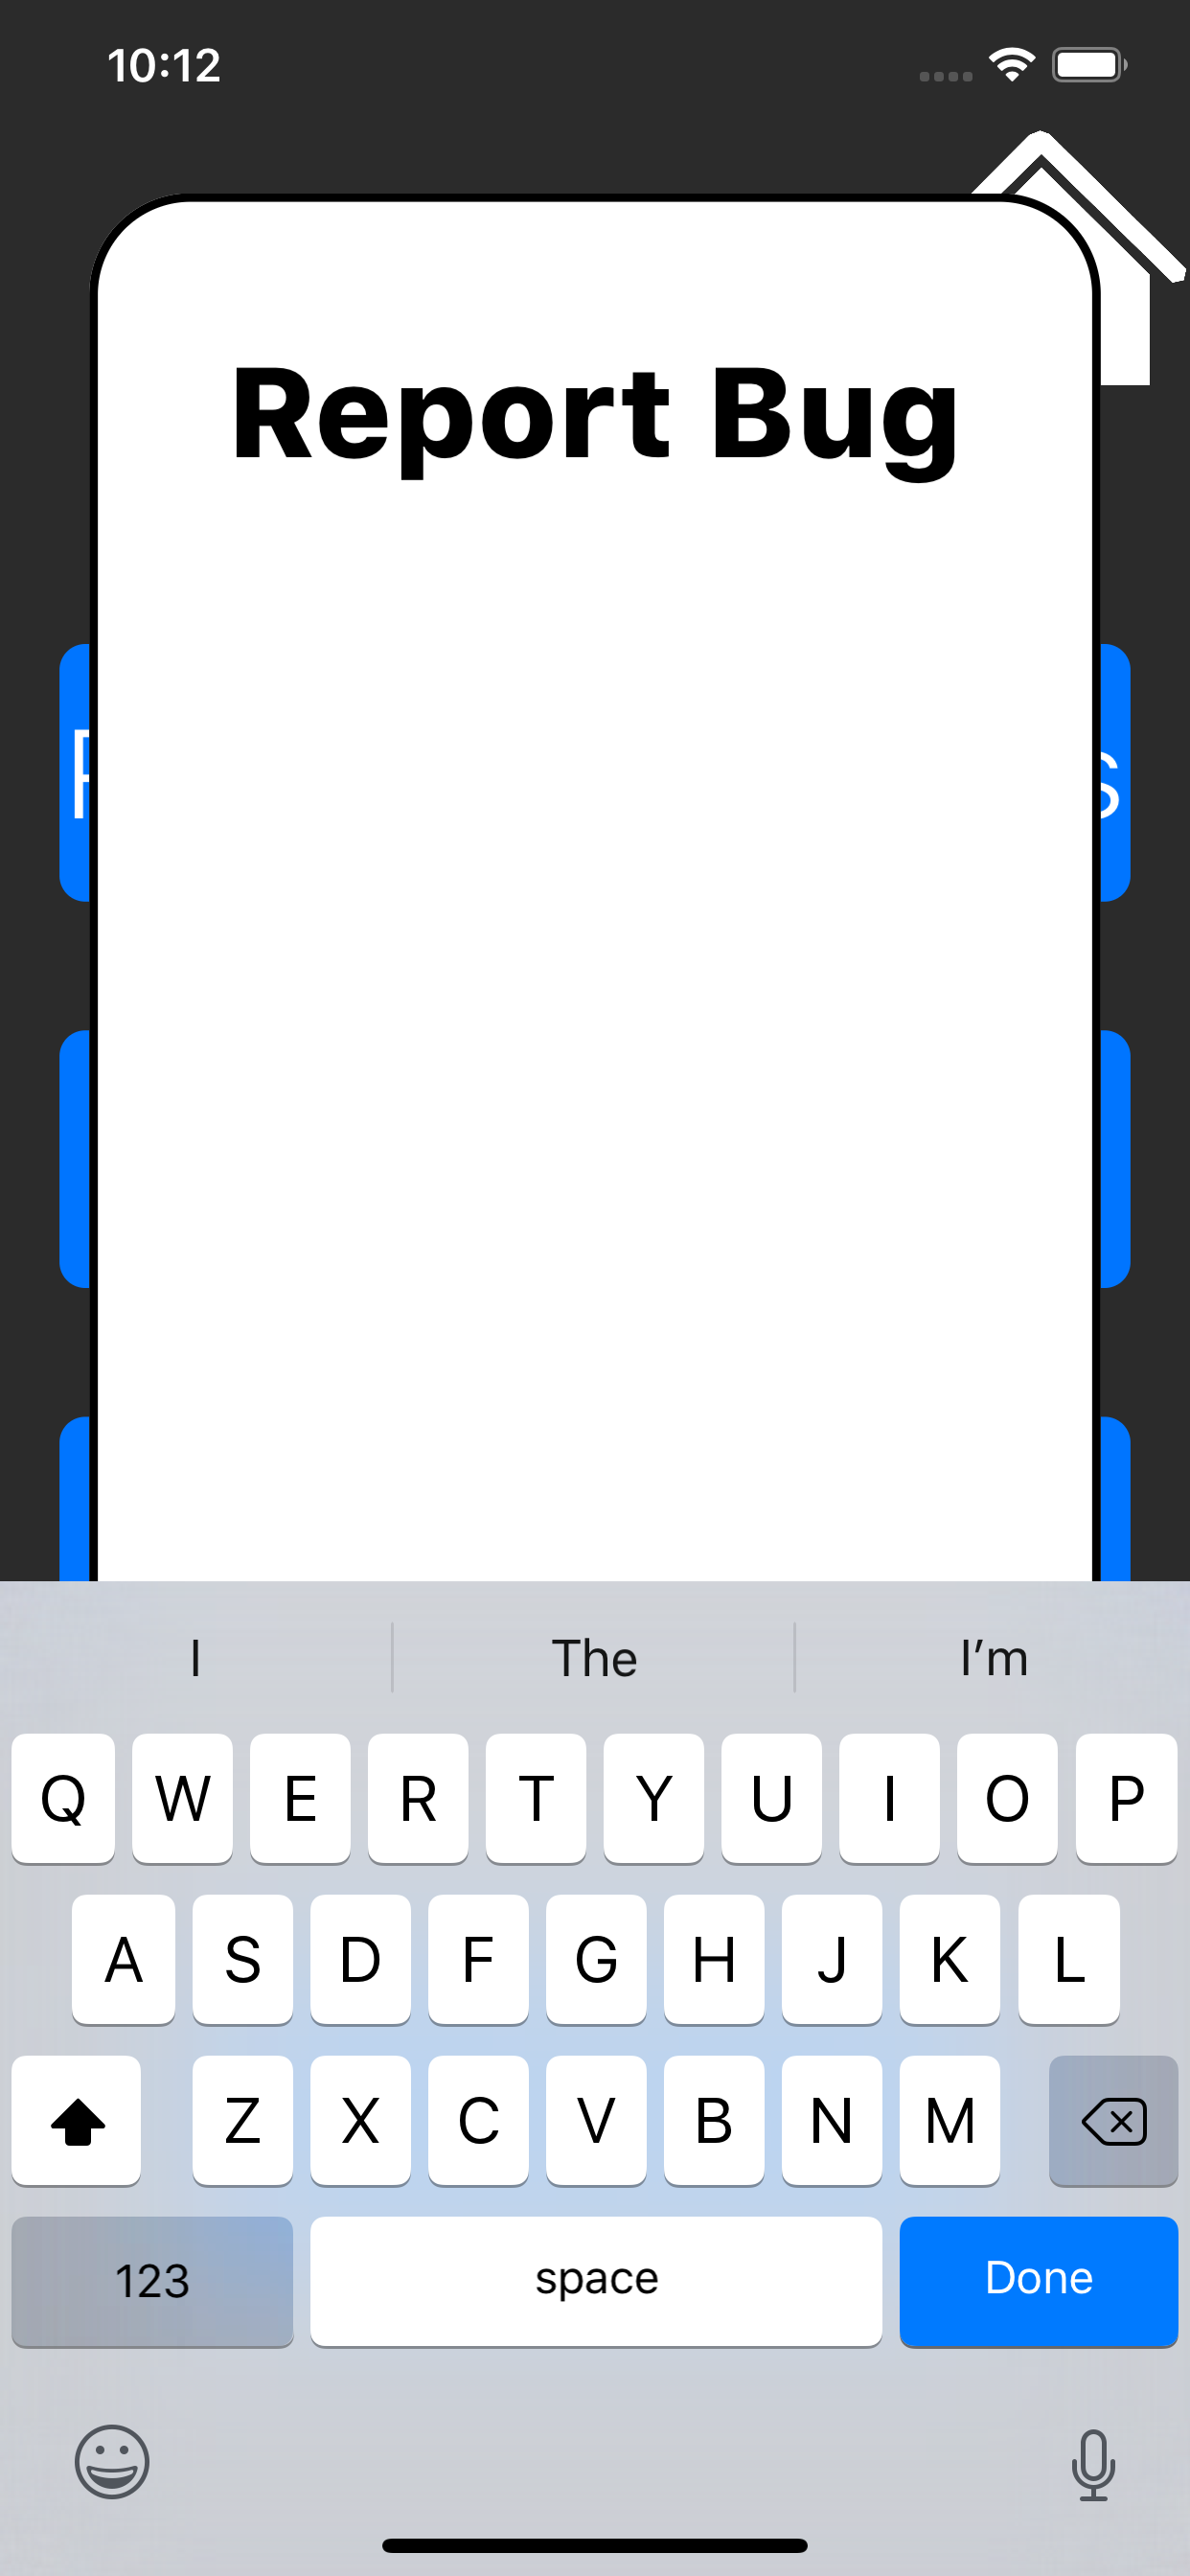 10:12
Report Bug
I The I’m
Q W E R T Y U I O P
A S D F G H J K L
Z X C V B N M
123 space Done